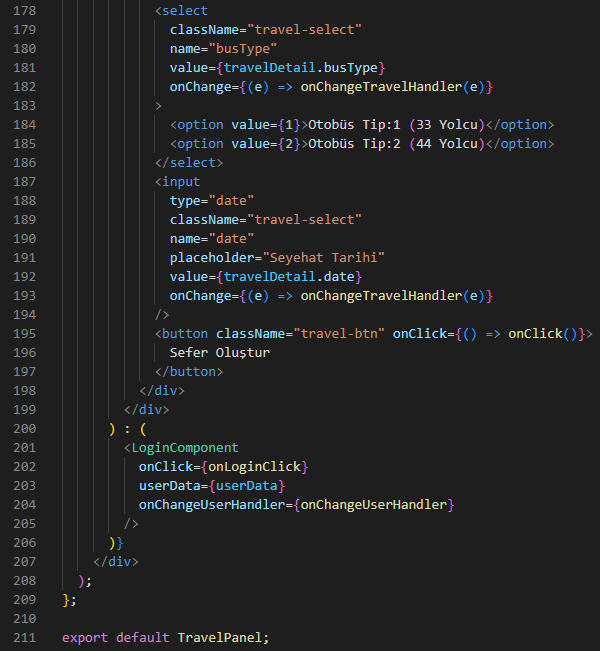 178 <select
179 className="travel-select"
180 name="busType"
181 value={travelDetail.busType}
182 onChange={(e) => onChangeTravelHandler(e)}
183 >
184 <option value={1}>Otobüs Tip:1 (33 Yolcu)</option>
185 <option value={2}>Otobüs Tip:2 (44 Yolcu)</option>
186 </select>
187 <input
188 type="date"
189 className="travel-select"
190 name="date"
191 placeholder="Seyehat Tarihi"
192 value={travelDetail.date}
193 onChange={(e) => onChangeTravelHandler(e)}
194 />
195 <button className="travel-btn" onClick={() => onClick()}>
196 Sefer Oluştur
197 </button>
198 </div>
199 </div>
200 ) : (
201 <LoginComponent
202 onClick={onLoginClick}
203 userData={userData}
204 onChangeUserHandler={onChangeUserHandler}
205 />
206 )}
207 </div>
208 );
209 };
210
211 export default TravelPanel;